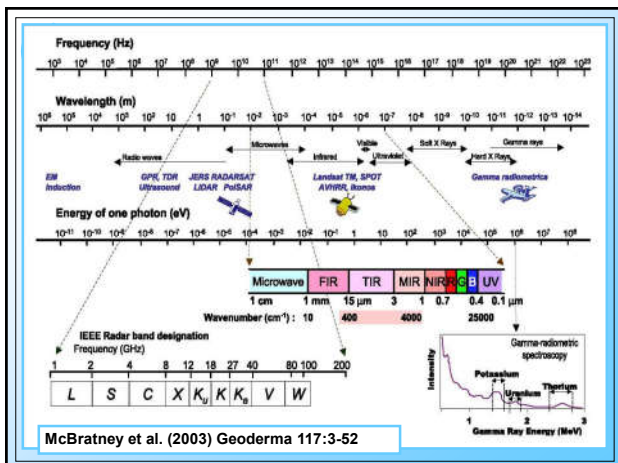 Frequency (Hz)
10³ 10⁴ 10⁵ 10⁶ 10⁷ 10⁸ 10⁹ 10¹⁰ 10¹¹ 10¹² 10¹³ 10¹⁴ 10¹⁵ 10¹⁶ 10¹⁷ 10¹⁸ 10¹⁹ 10²⁰ 10²¹ 10²² 10²³
Wavelength (m)
10³ 10² 10 1 10⁻¹ 10⁻² 10⁻³ 10⁻⁴ 10⁻⁵ 10⁻⁶ 10⁻⁷ 10⁻⁸ 10⁻⁹ 10⁻¹⁰ 10⁻¹¹ 10⁻¹² 10⁻¹³ 10⁻¹⁴
Microwaves Visible Soft X Rays Gamma rays
Radio waves Infrared Ultraviolet Hard X Rays
EM GPR, TDR JERS RADARSAT Landsat TM, SPOT Gamma radiometrics
Induction Ultrasound LIDAR PolSAR AVHRR, Ikonos
Energy of one photon (eV)
10⁻¹¹ 10⁻¹⁰ 10⁻⁹ 10⁻⁸ 10⁻⁷ 10⁻⁶ 10⁻⁵ 10⁻⁴ 10⁻³ 10⁻² 10⁻¹ 1 10 10² 10³ 10⁴ 10⁵ 10⁶ 10⁷ 10⁸
Microwave FIR TIR MIR NIR R G B UV
1 cm 1 mm 15 µm 3 1 0.7 0.4 0.1 µm
Wavenumber (cm⁻¹) : 10 400 4000 25000
IEEE Radar band designation
Frequency (GHz)
1 2 4 8 12 18 27 40 80 100 200
L S C X Kᵤ K Kₐ V W
Gamma-radiometric
spectroscopy
Intensity
Potassium
Uranium
Thorium
1 2 3
Gamma Ray Energy (MeV)
McBratney et al. (2003) Geoderma 117:3-52